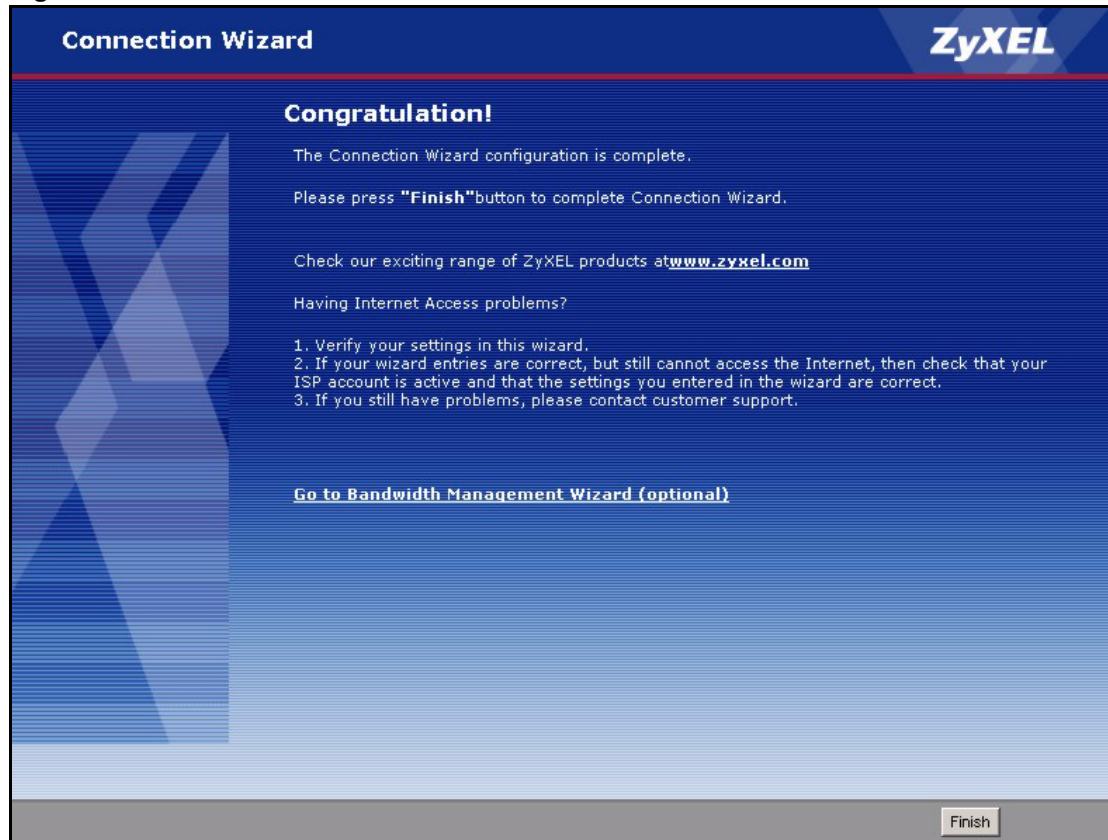 Connection Wizard
ZyXEL
Congratulation!
The Connection Wizard configuration is complete.
Please press "Finish"button to complete Connection Wizard.
Check our exciting range of ZyXEL products atwww.zyxel.com
Having Internet Access problems?
1. Verify your settings in this wizard.
2. If your wizard entries are correct, but still cannot access the Internet, then check that your
ISP account is active and that the settings you entered in the wizard are correct.
3. If you still have problems, please contact customer support.
Go to Bandwidth Management Wizard (optional)
Finish